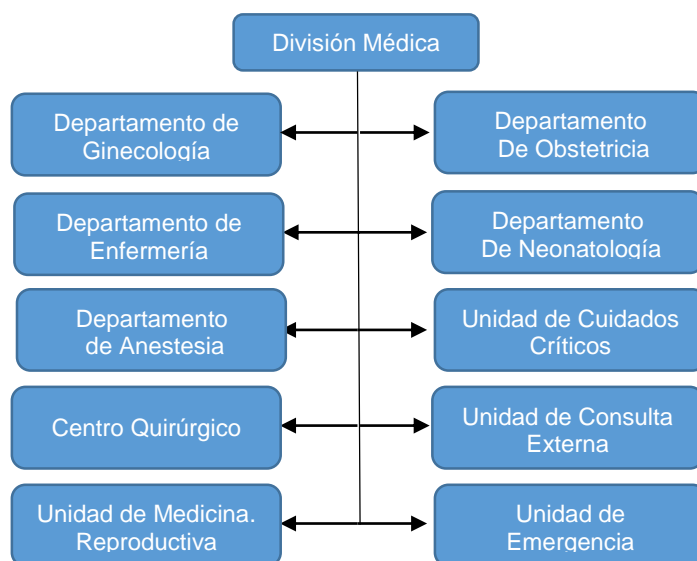 División Médica
Departamento de
Ginecología
Departamento
De Obstetricia
Departamento de
Enfermería
Departamento
De Neonatología
Departamento
de Anestesia
Unidad de Cuidados
Críticos
Centro Quirúrgico
Unidad de Consulta
Externa
Unidad de Medicina.
Reproductiva
Unidad de
Emergencia